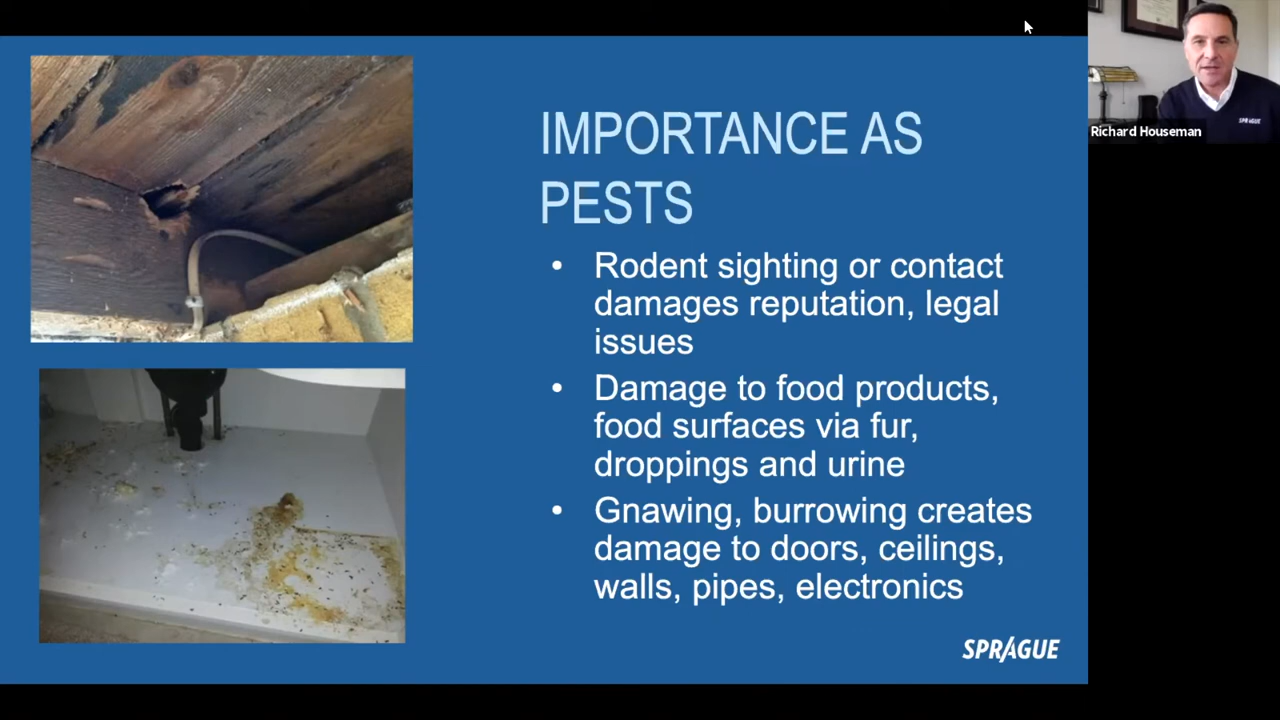 IMPORTANCE AS
PESTS
• Rodent sighting or contact
damages reputation, legal
issues
• Damage to food products,
food surfaces via fur,
droppings and urine
• Gnawing, burrowing creates
damage to doors, ceilings,
walls, pipes, electronics
SPRAGUE
SPRAGUE
Richard Houseman